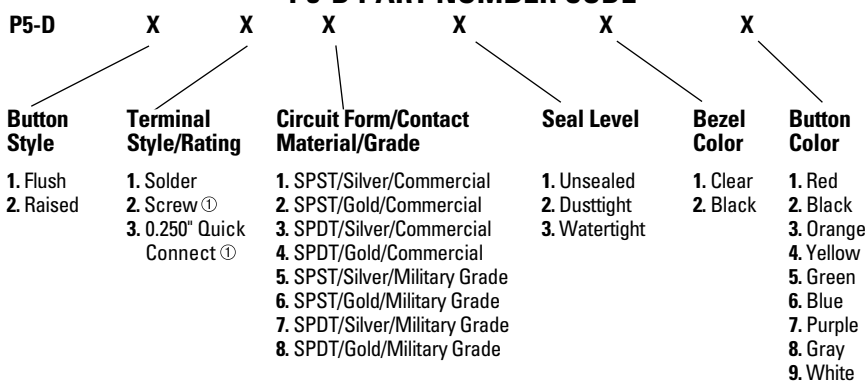 P5-D X X X X X X
Button Style
1. Flush
2. Raised
Terminal Style/Rating
1. Solder
2. Screw ①
3. 0.250" Quick
Connect ①
Circuit Form/Contact
Material/Grade
1. SPST/Silver/Commercial
2. SPST/Gold/Commercial
3. SPDT/Silver/Commercial
4. SPDT/Gold/Commercial
5. SPST/Silver/Military Grade
6. SPST/Gold/Military Grade
7. SPDT/Silver/Military Grade
8. SPDT/Gold/Military Grade
Seal Level
1. Unsealed
2. Dusttight
3. Watertight
Bezel
Color
1. Clear
2. Black
Button
Color
1. Red
2. Black
3. Orange
4. Yellow
5. Green
6. Blue
7. Purple
8. Gray
9. White